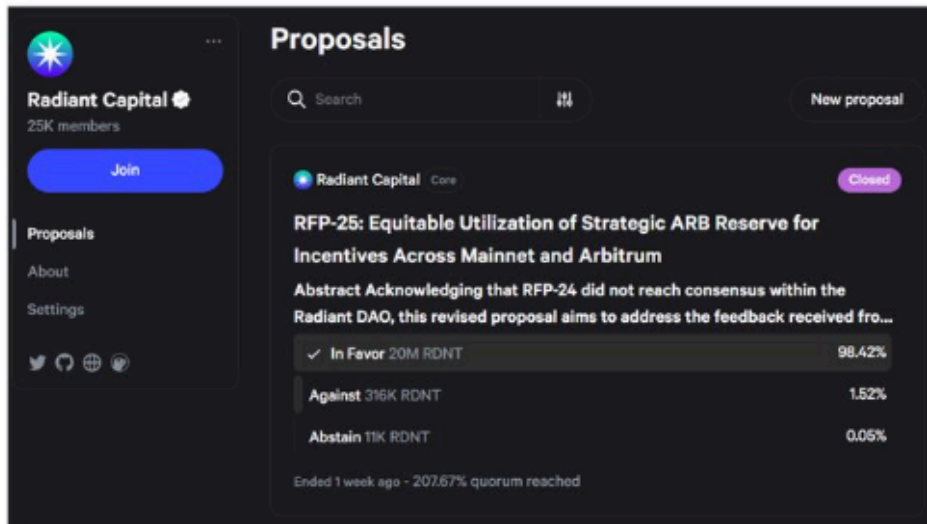 Radiant Capital
25K members
Join
Proposals
About
Settings
Proposals
Search
New proposal
Radiant Capital Core
Closed
RFP-25: Equitable Utilization of Strategic ARB Reserve for
Incentives Across Mainnet and Arbitrum
Abstract Acknowledging that RFP-24 did not reach consensus within the
Radiant DAO, this revised proposal aims to address the feedback received fro...
In Favor 20M RDNT 98.42%
Against 316K RDNT 1.52%
Abstain 11K RDNT 0.05%
Ended 1 week ago - 207.67% quorum reached